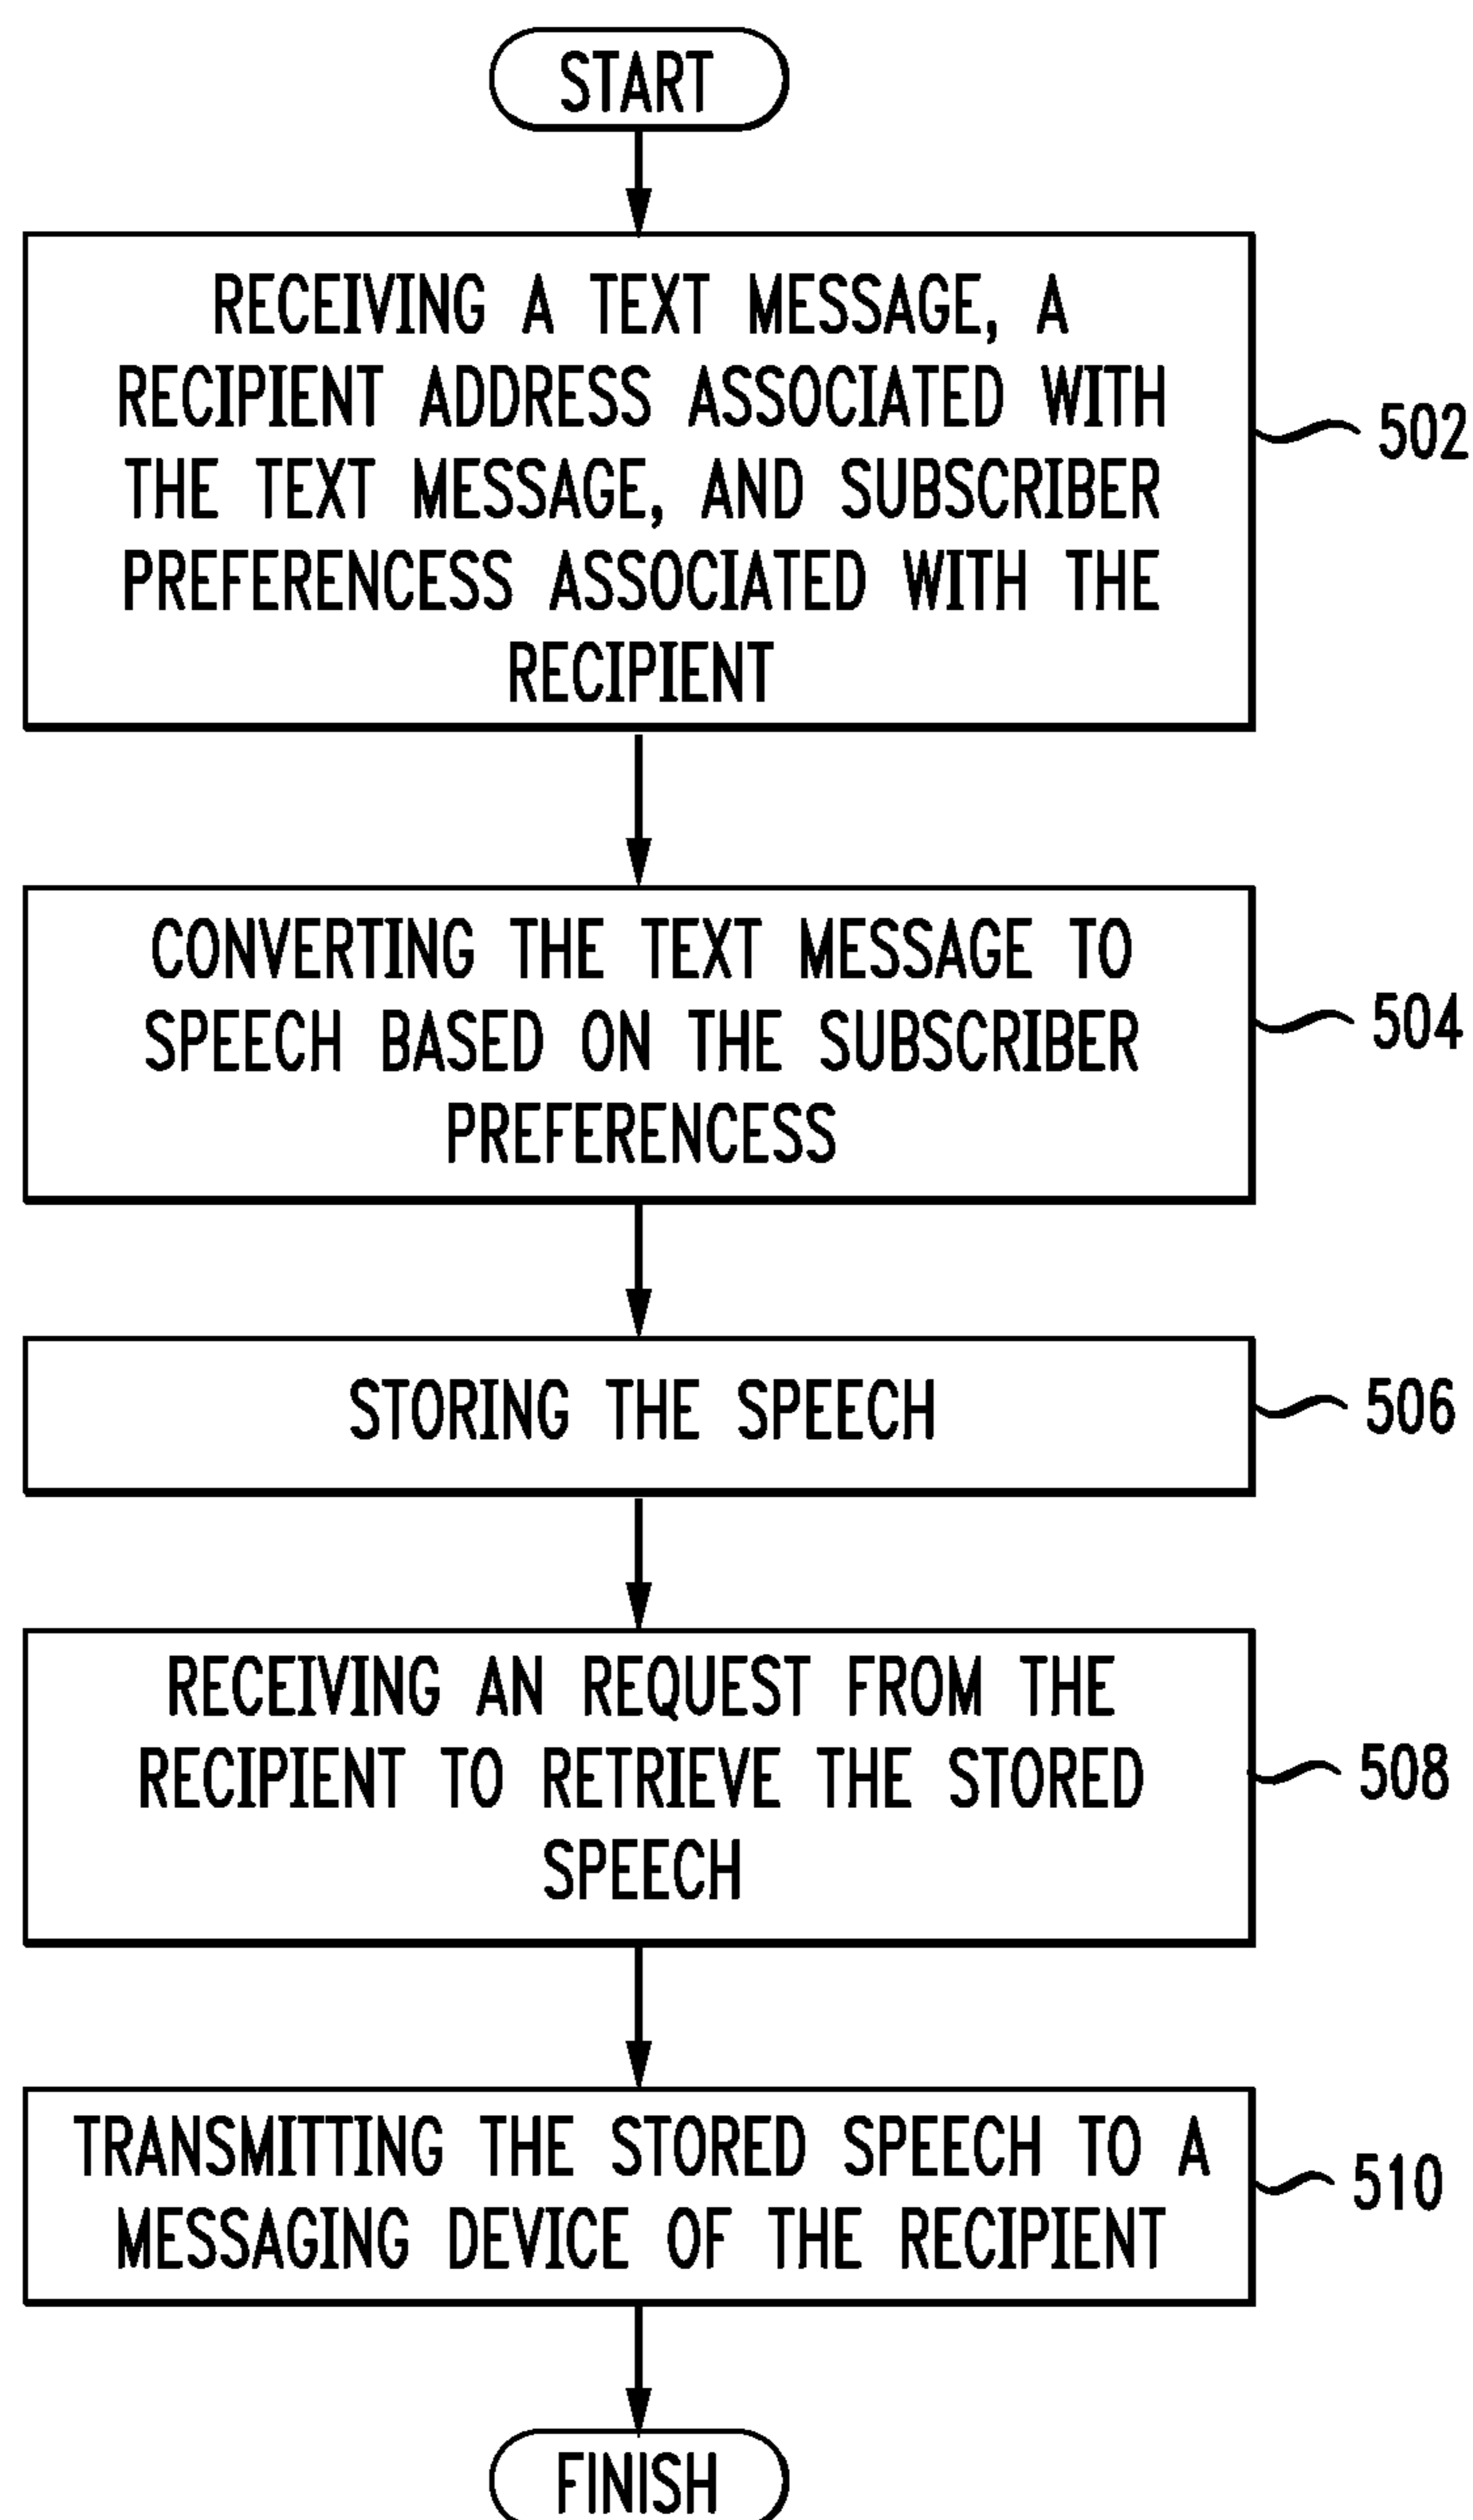 START
RECEIVING A TEXT MESSAGE, A
RECIPIENT ADDRESS ASSOCIATED WITH
THE TEXT MESSAGE, AND SUBSCRIBER
PREFERENCESS ASSOCIATED WITH THE
RECIPIENT
502
CONVERTING THE TEXT MESSAGE TO
SPEECH BASED ON THE SUBSCRIBER
PREFERENCESS
504
STORING THE SPEECH
506
RECEIVING AN REQUEST FROM THE
RECIPIENT TO RETRIEVE THE STORED
SPEECH
508
TRANSMITTING THE STORED SPEECH TO A
MESSAGING DEVICE OF THE RECIPIENT
510
FINISH